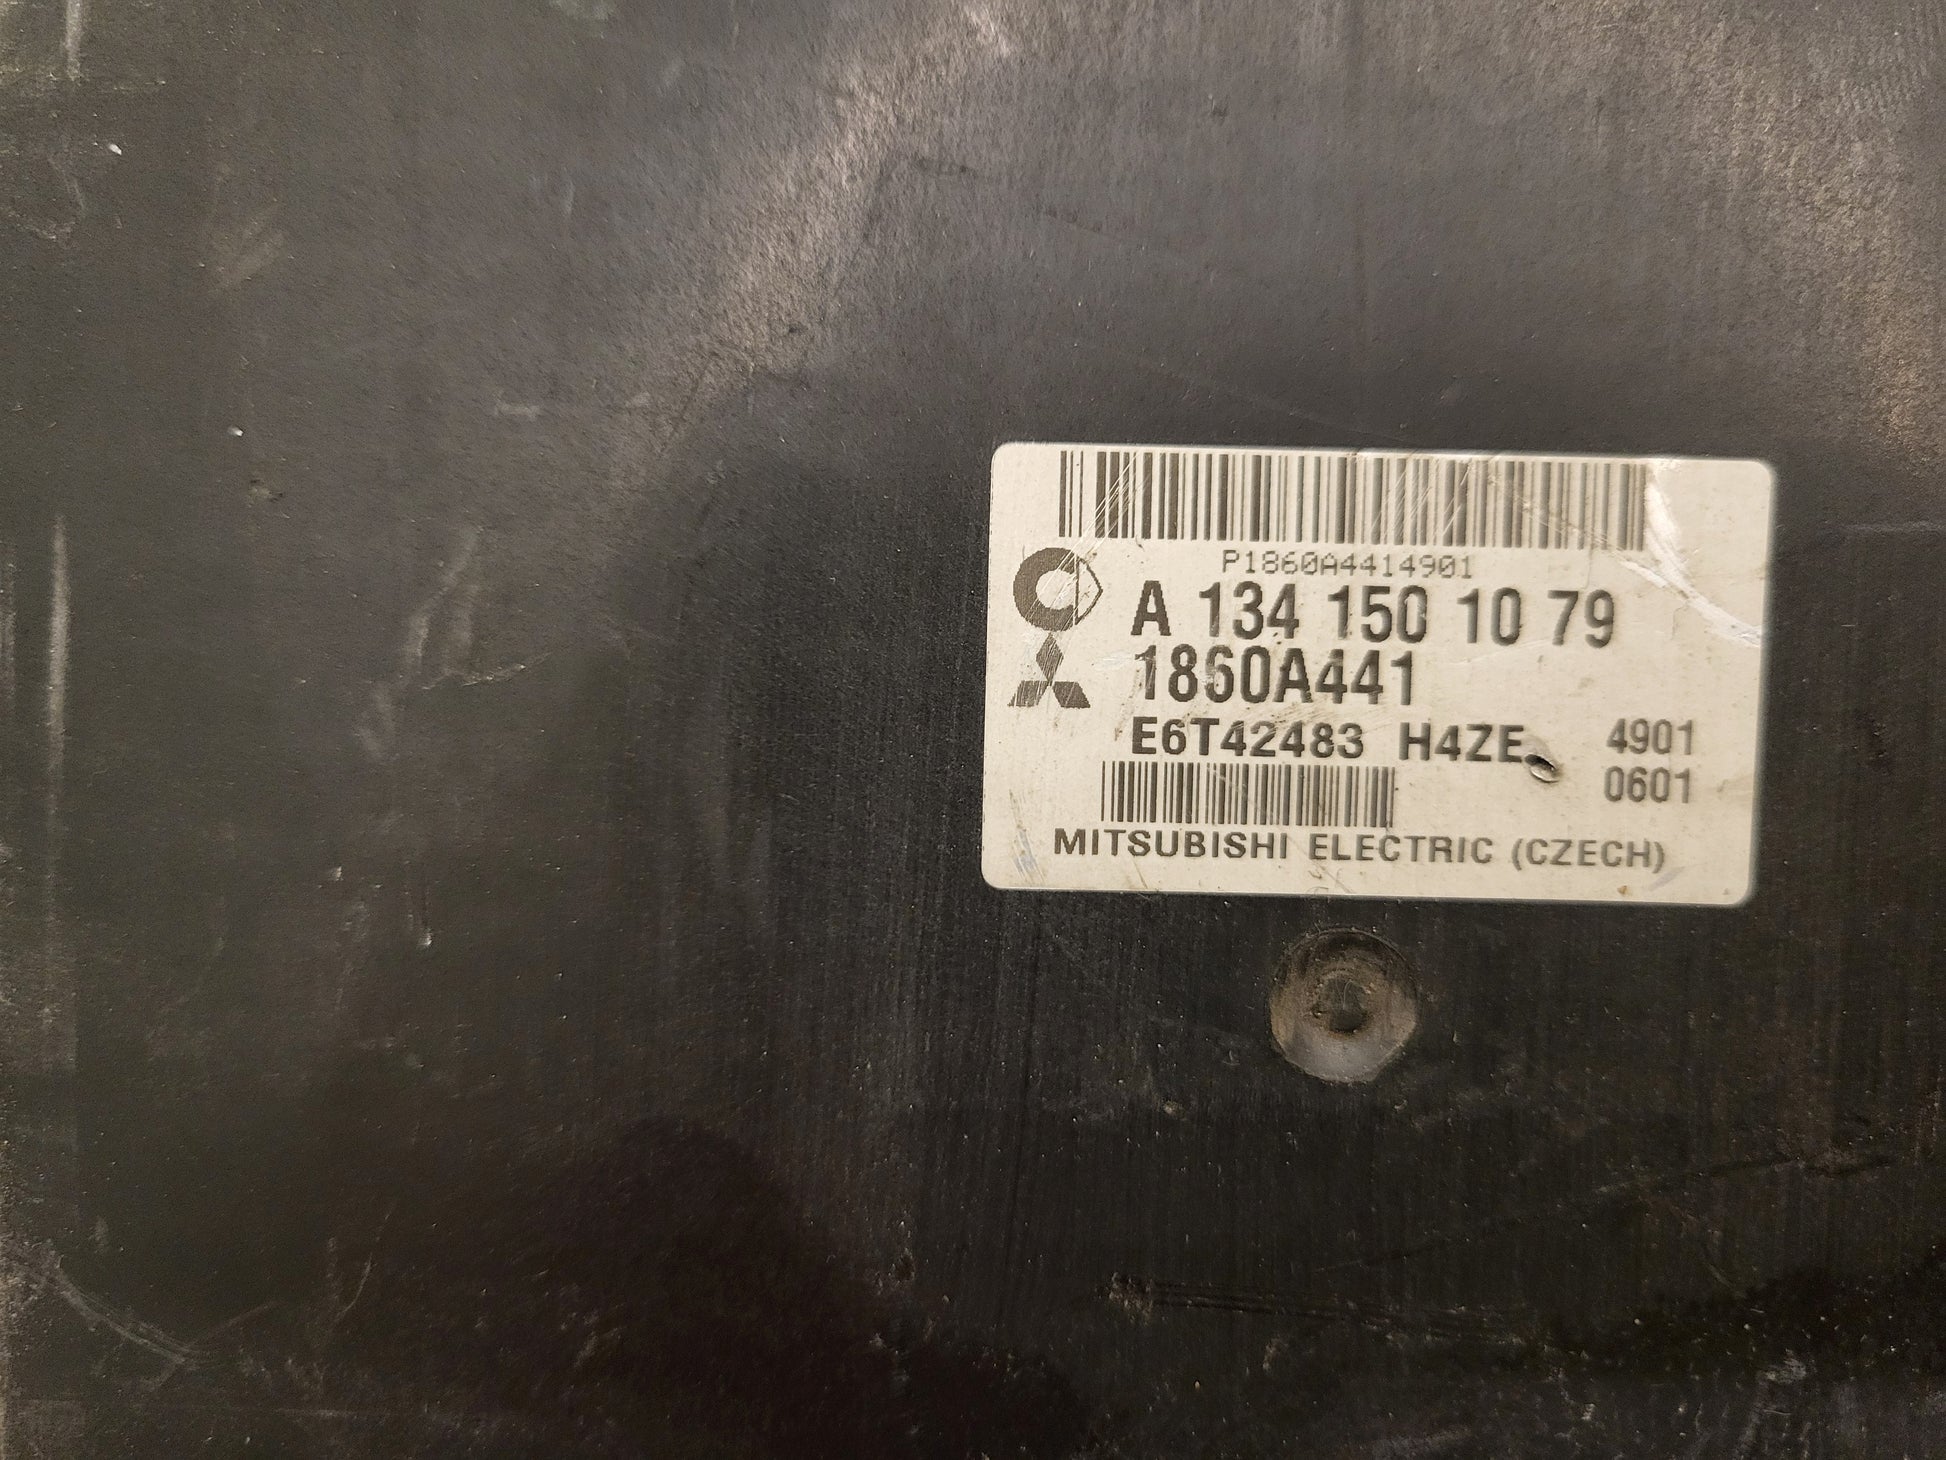 P1860A4414901
A 134 150 10 79
1860A441
E6T42483 H4ZE 4901
0601
MITSUBISHI ELECTRIC (CZECH)